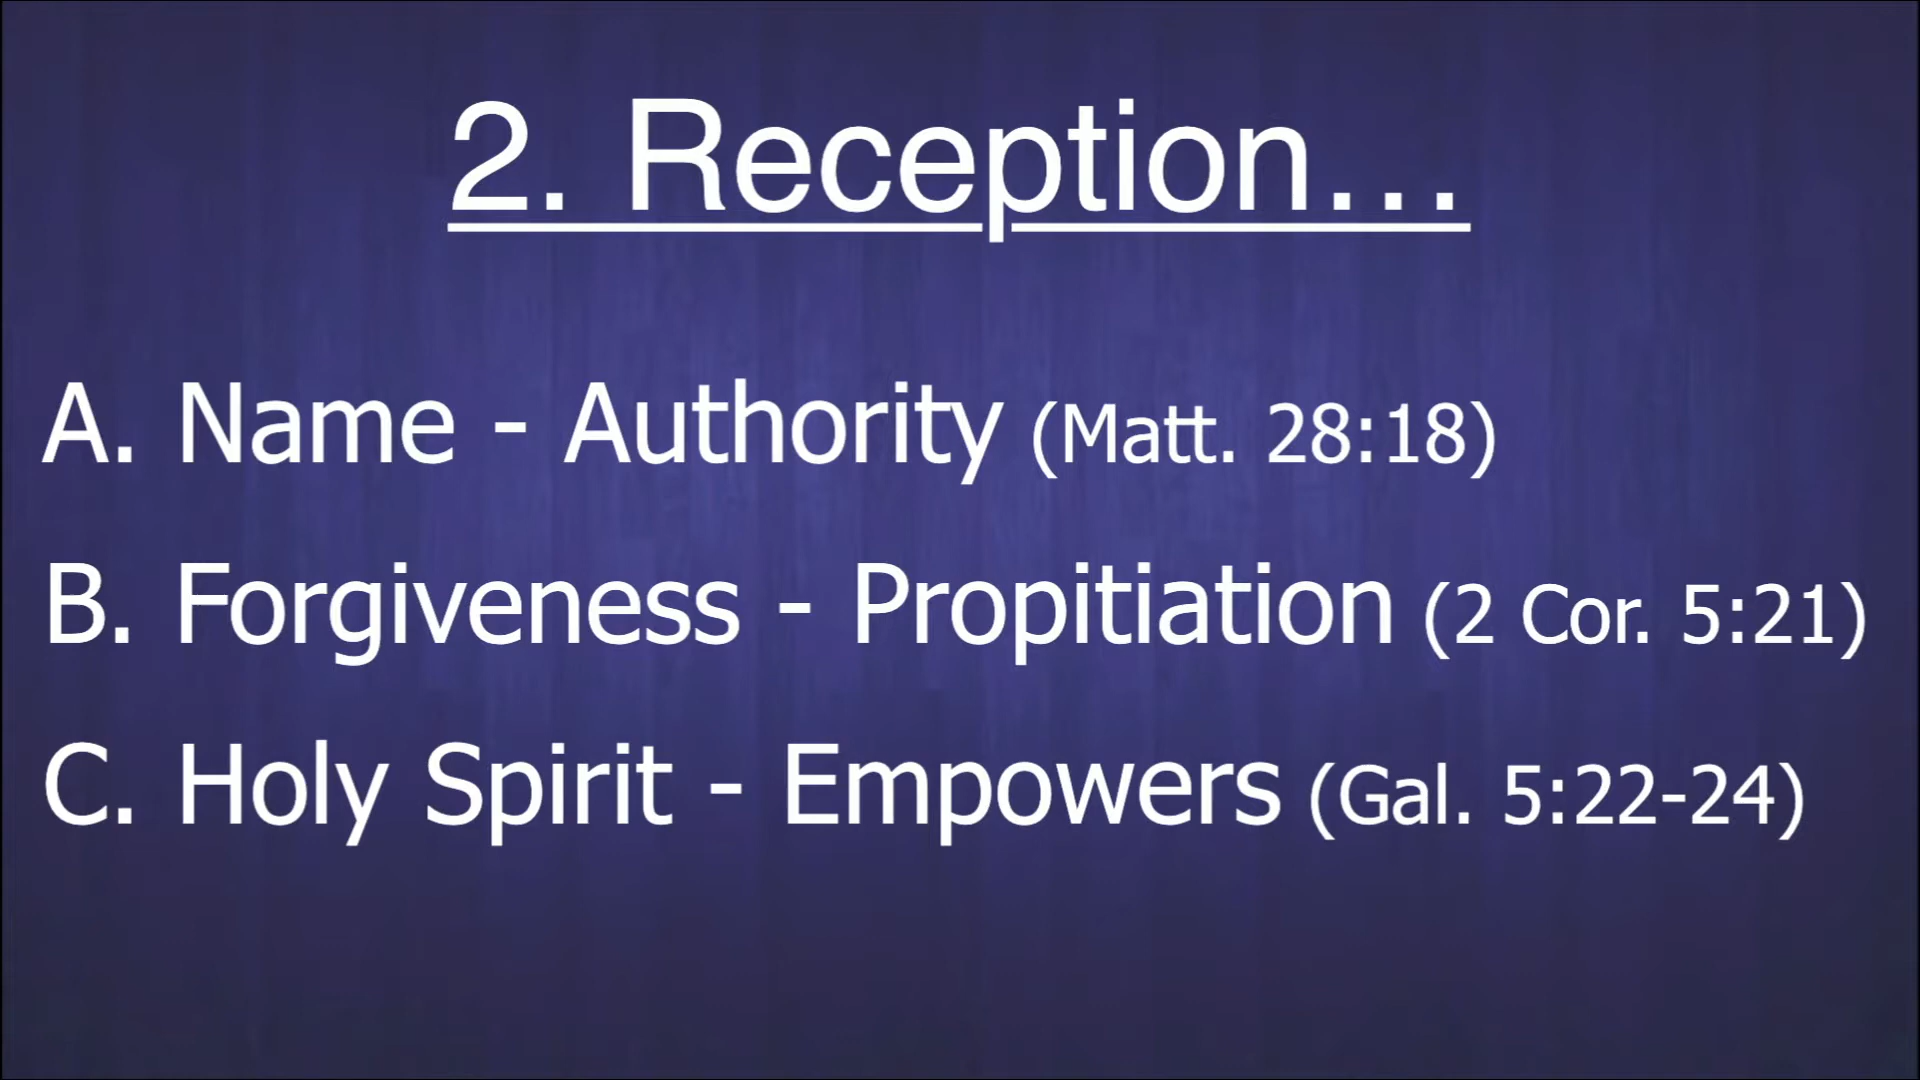 2. Reception…
A. Name - Authority (Matt. 28:18)
B. Forgiveness - Propitiation (2 Cor. 5:21)
C. Holy Spirit - Empowers (Gal. 5:22-24)